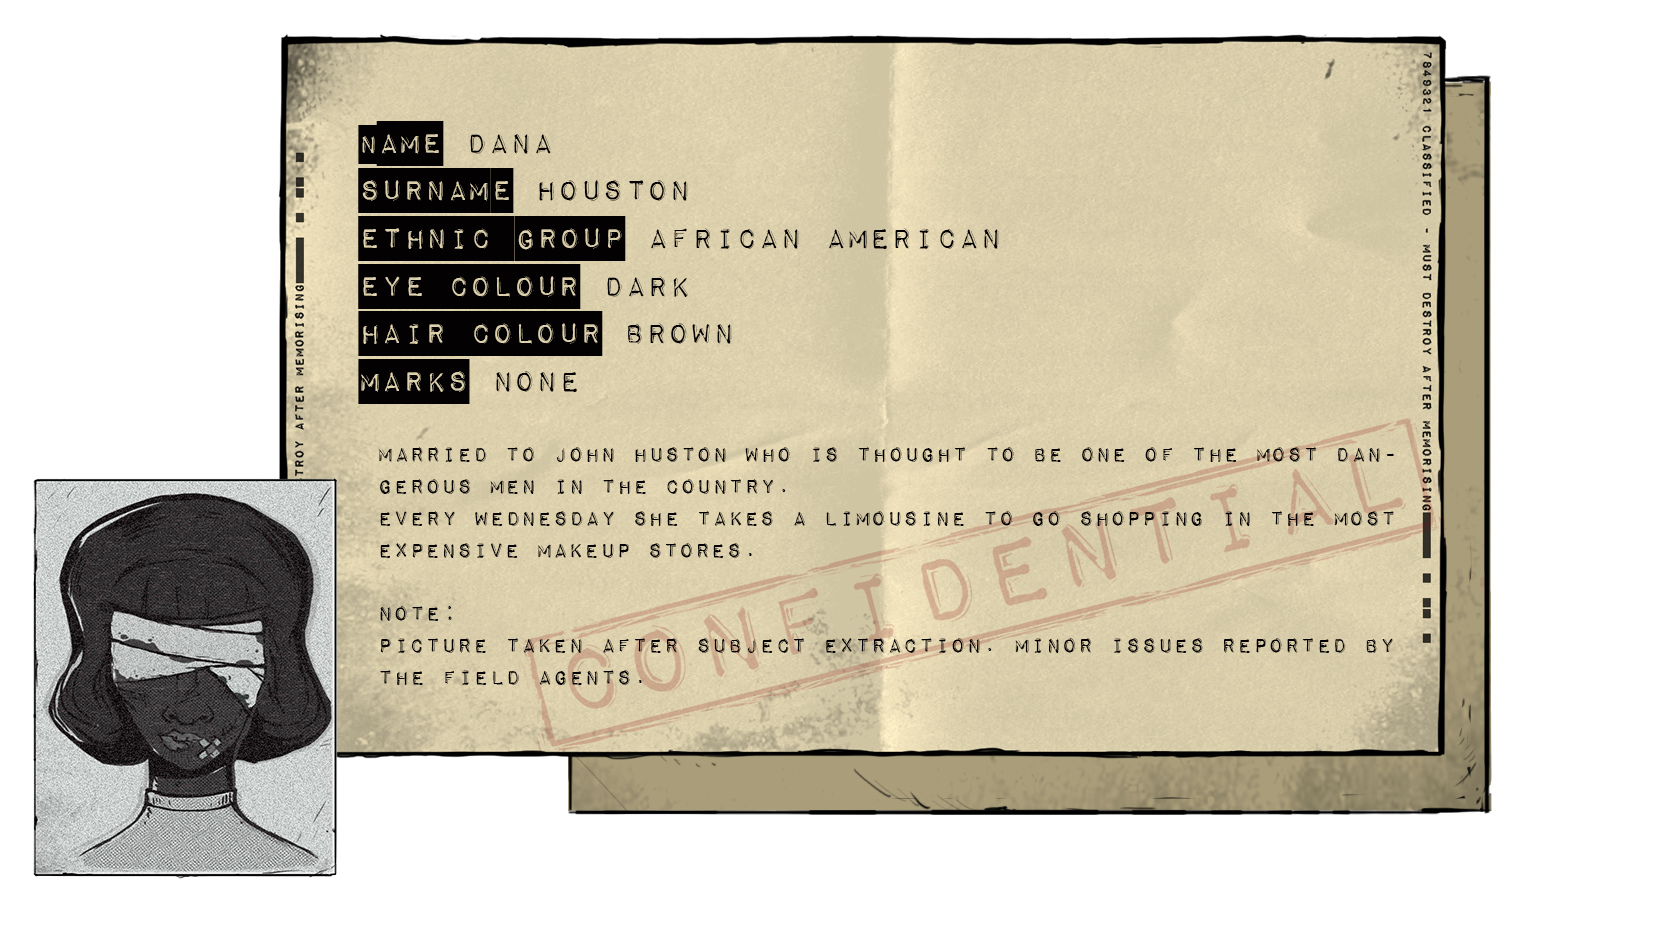 NAME DANA
SURNAME HOUSTON
ETHNIC GROUP AFRICAN AMERICAN
EYE COLOUR DARK
HAIR COLOUR BROWN
MARKS NONE
MARRIED TO JOHN HUSTON WHO IS THOUGHT TO BE ONE OF THE MOST DAN-
GEROUS MEN IN THE COUNTRY.
EVERY WEDNESDAY SHE TAKES A LIMOUSINE TO GO SHOPPING IN THE MOST
EXPENSIVE MAKEUP STORES.
NOTE:
PICTURE TAKEN AFTER SUBJECT EXTRACTION. MINOR ISSUES REPORTED BY
THE FIELD AGENTS.
CONFIDENTIAL
TROY AFTER MEMORISING
7849321 CLASSIFIED - MUST DESTROY AFTER MEMORISING